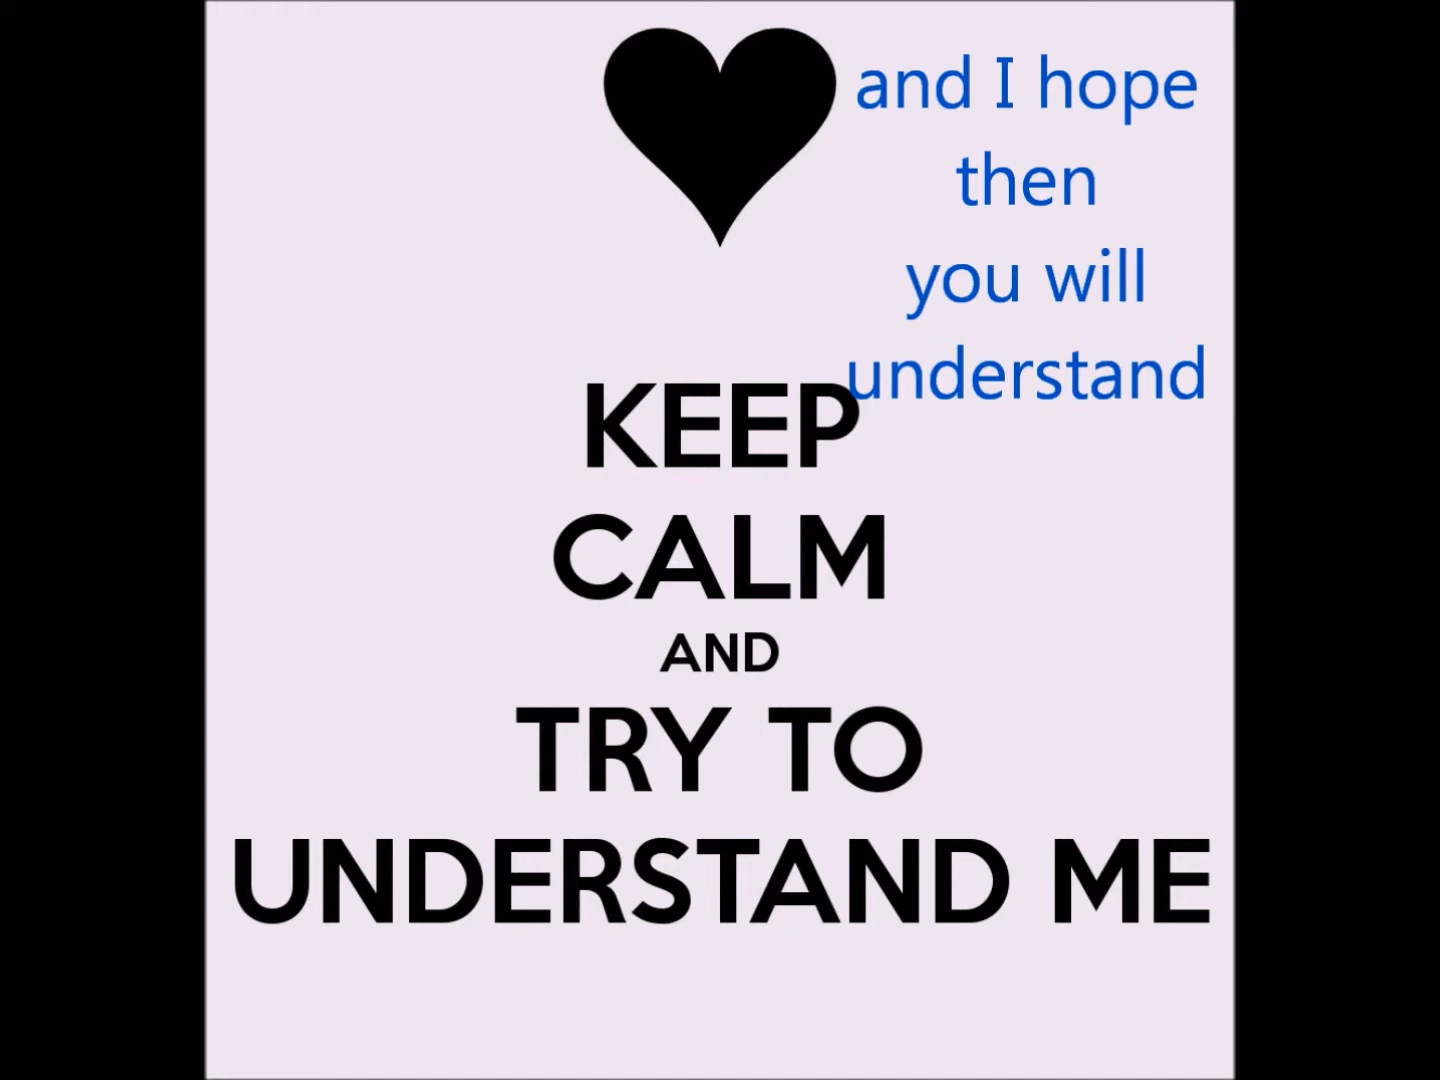 and I hope
then
you will
understand
KEEP
CALM
AND
TRY TO
UNDERSTAND ME